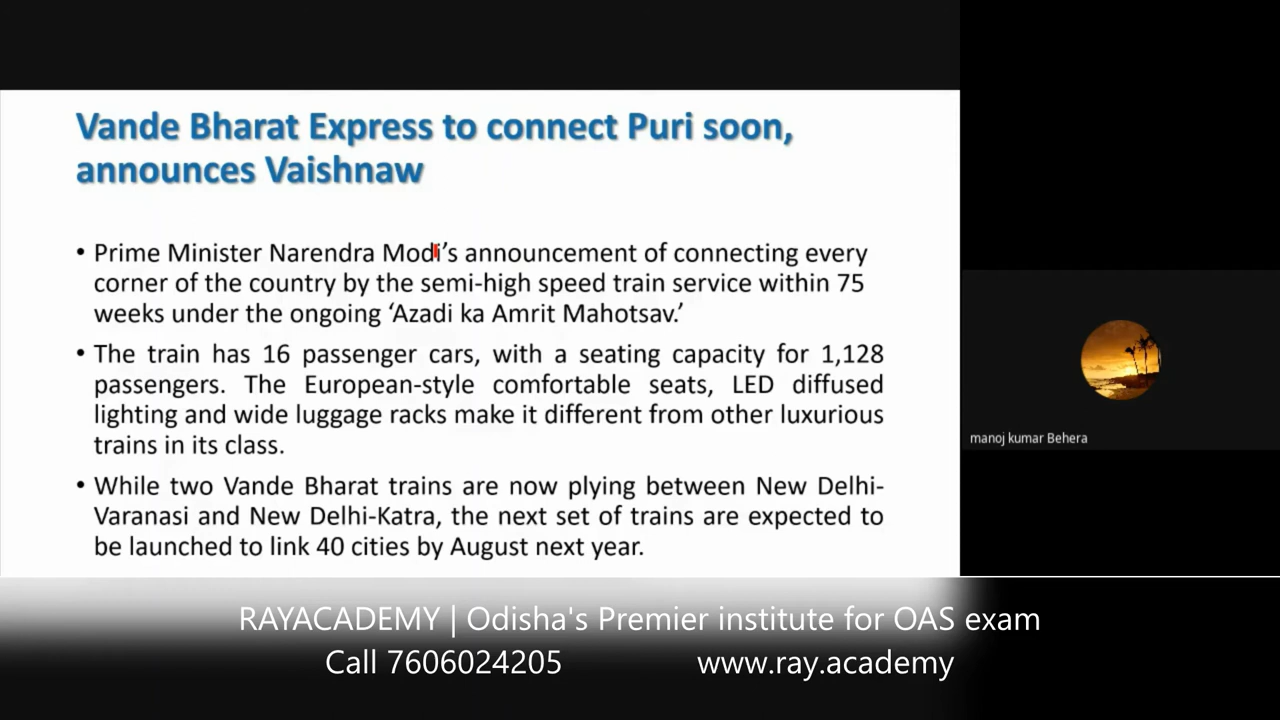 Vande Bharat Express to connect Puri soon,
announces Vaishnaw
• Prime Minister Narendra Modi's announcement of connecting every
corner of the country by the semi-high speed train service within 75
weeks under the ongoing ‘Azadi ka Amrit Mahotsav.’
• The train has 16 passenger cars, with a seating capacity for 1,128
passengers. The European-style comfortable seats, LED diffused
lighting and wide luggage racks make it different from other luxurious
trains in its class.
• While two Vande Bharat trains are now plying between New Delhi-
Varanasi and New Delhi-Katra, the next set of trains are expected to
be launched to link 40 cities by August next year.
manoj kumar Behera
RAYACADEMY | Odisha's Premier institute for OAS exam
Call 7606024205 www.ray.academy